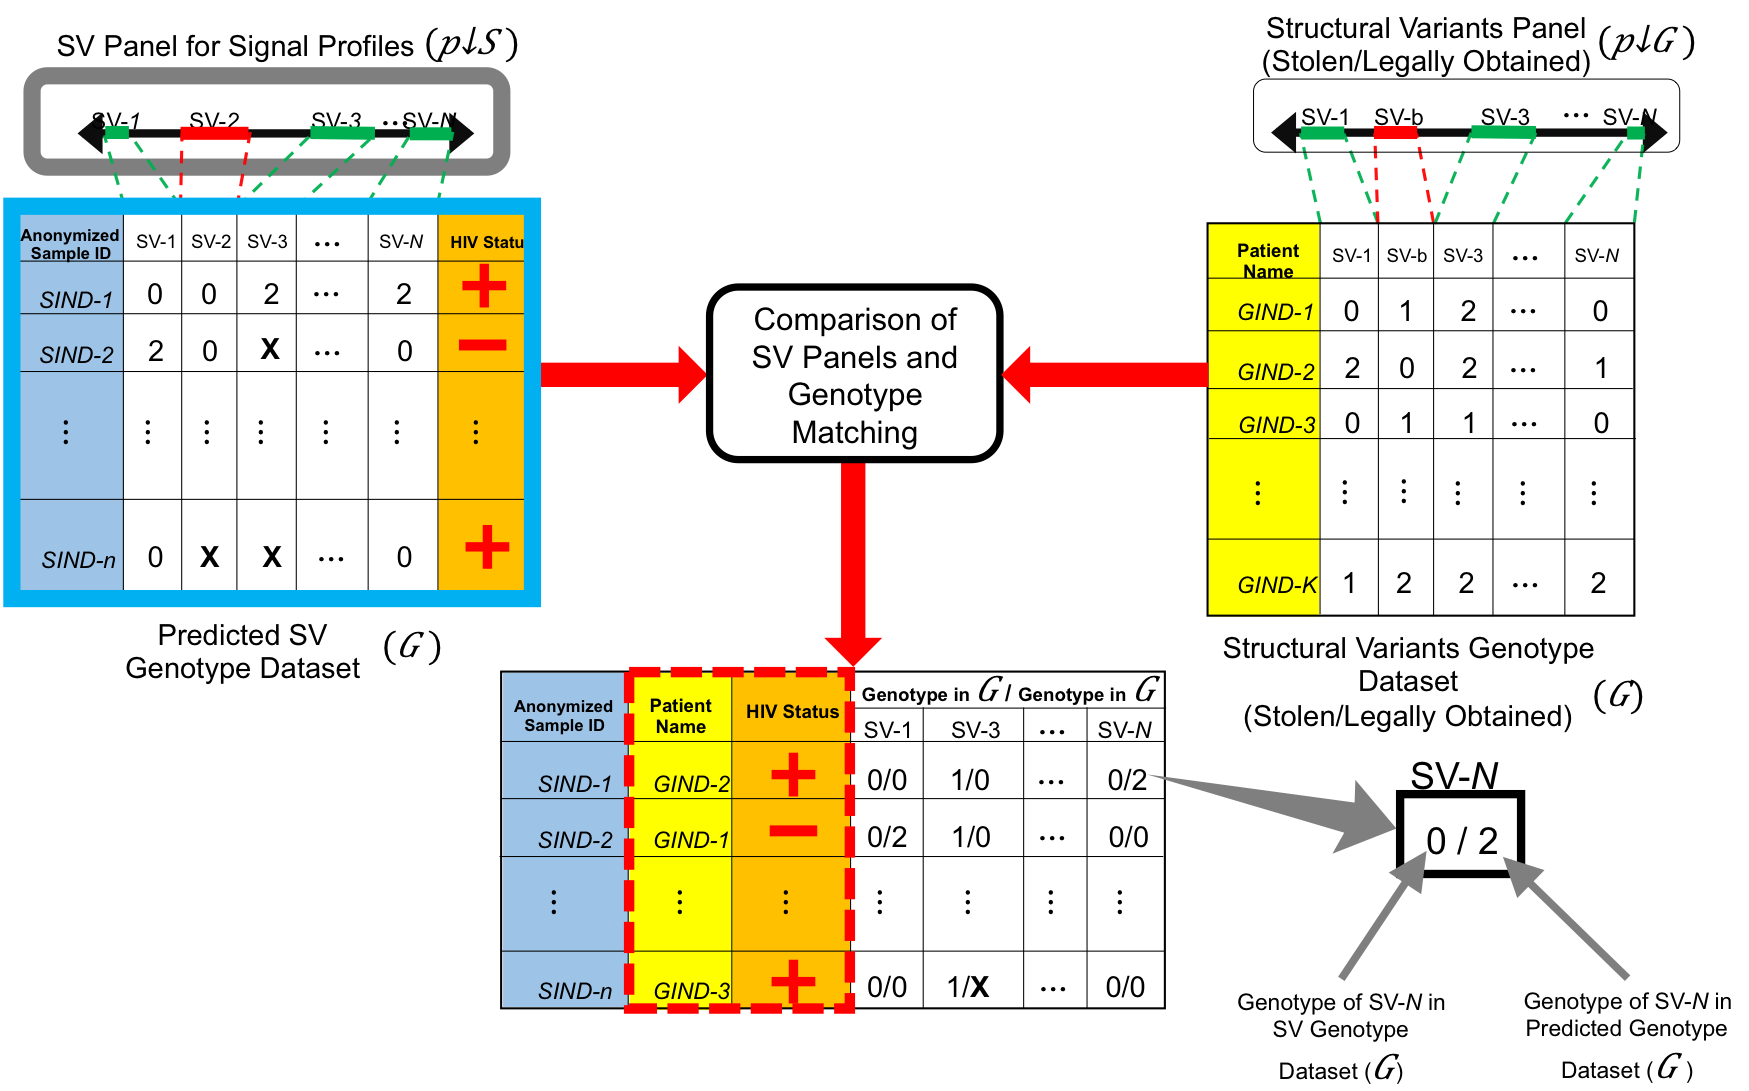 SV Panel for Signal Profiles (p↓S)
SV-1 SV-2 SV-3 ... SV-N
Anonymized Sample ID SV-1 SV-2 SV-3 ... SV-N HIV Statu
SIND-1 0 0 2 ... 2 +
SIND-2 2 0 X ... 0 −
⋮ ⋮ ⋮ ⋮ ⋮ ⋮ ⋮
SIND-n 0 X X ... 0 +
Predicted SV
Genotype Dataset (G)
Structural Variants Panel
(Stolen/Legally Obtained) (p↓G)
SV-1 SV-b SV-3 ... SV-N
Patient Name SV-1 SV-b SV-3 ... SV-N
GIND-1 0 1 2 ... 0
GIND-2 2 0 2 ... 1
GIND-3 0 1 1 ... 0
⋮ ⋮ ⋮ ⋮ ⋮ ⋮
GIND-K 1 2 2 ... 2
Structural Variants Genotype
Dataset
(Stolen/Legally Obtained) (G)
Comparison of
SV Panels and
Genotype
Matching
Anonymized Sample ID Patient Name HIV Status Genotype in G / Genotype in G
SV-1 SV-3 ... SV-N
SIND-1 GIND-2 + 0/0 1/0 ... 0/2
SIND-2 GIND-1 − 0/2 1/0 ... 0/0
⋮ ⋮ ⋮ ⋮ ⋮ ⋮ ⋮
SIND-n GIND-3 + 0/0 1/X ... 0/0
SV-N
0 / 2
Genotype of SV-N in
SV Genotype
Dataset (G)
Genotype of SV-N in
Predicted Genotype
Dataset (G )